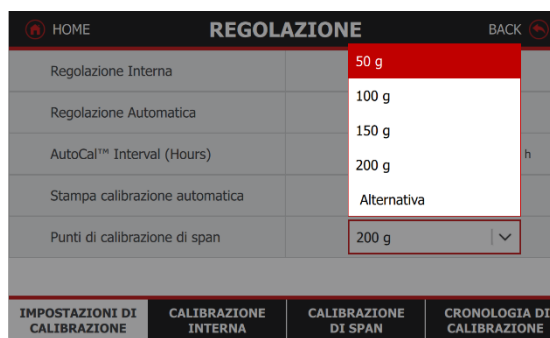 HOME REGOLAZIONE BACK
Regolazione Interna
50 g
Regolazione Automatica
100 g
150 g
AutoCal™ Interval (Hours) h
200 g
Stampa calibrazione automatica
Alternativa
Punti di calibrazione di span 200 g
IMPOSTAZIONI DI CALIBRAZIONE CALIBRAZIONE CRONOLOGIA DI
CALIBRAZIONE INTERNA DI SPAN CALIBRAZIONE